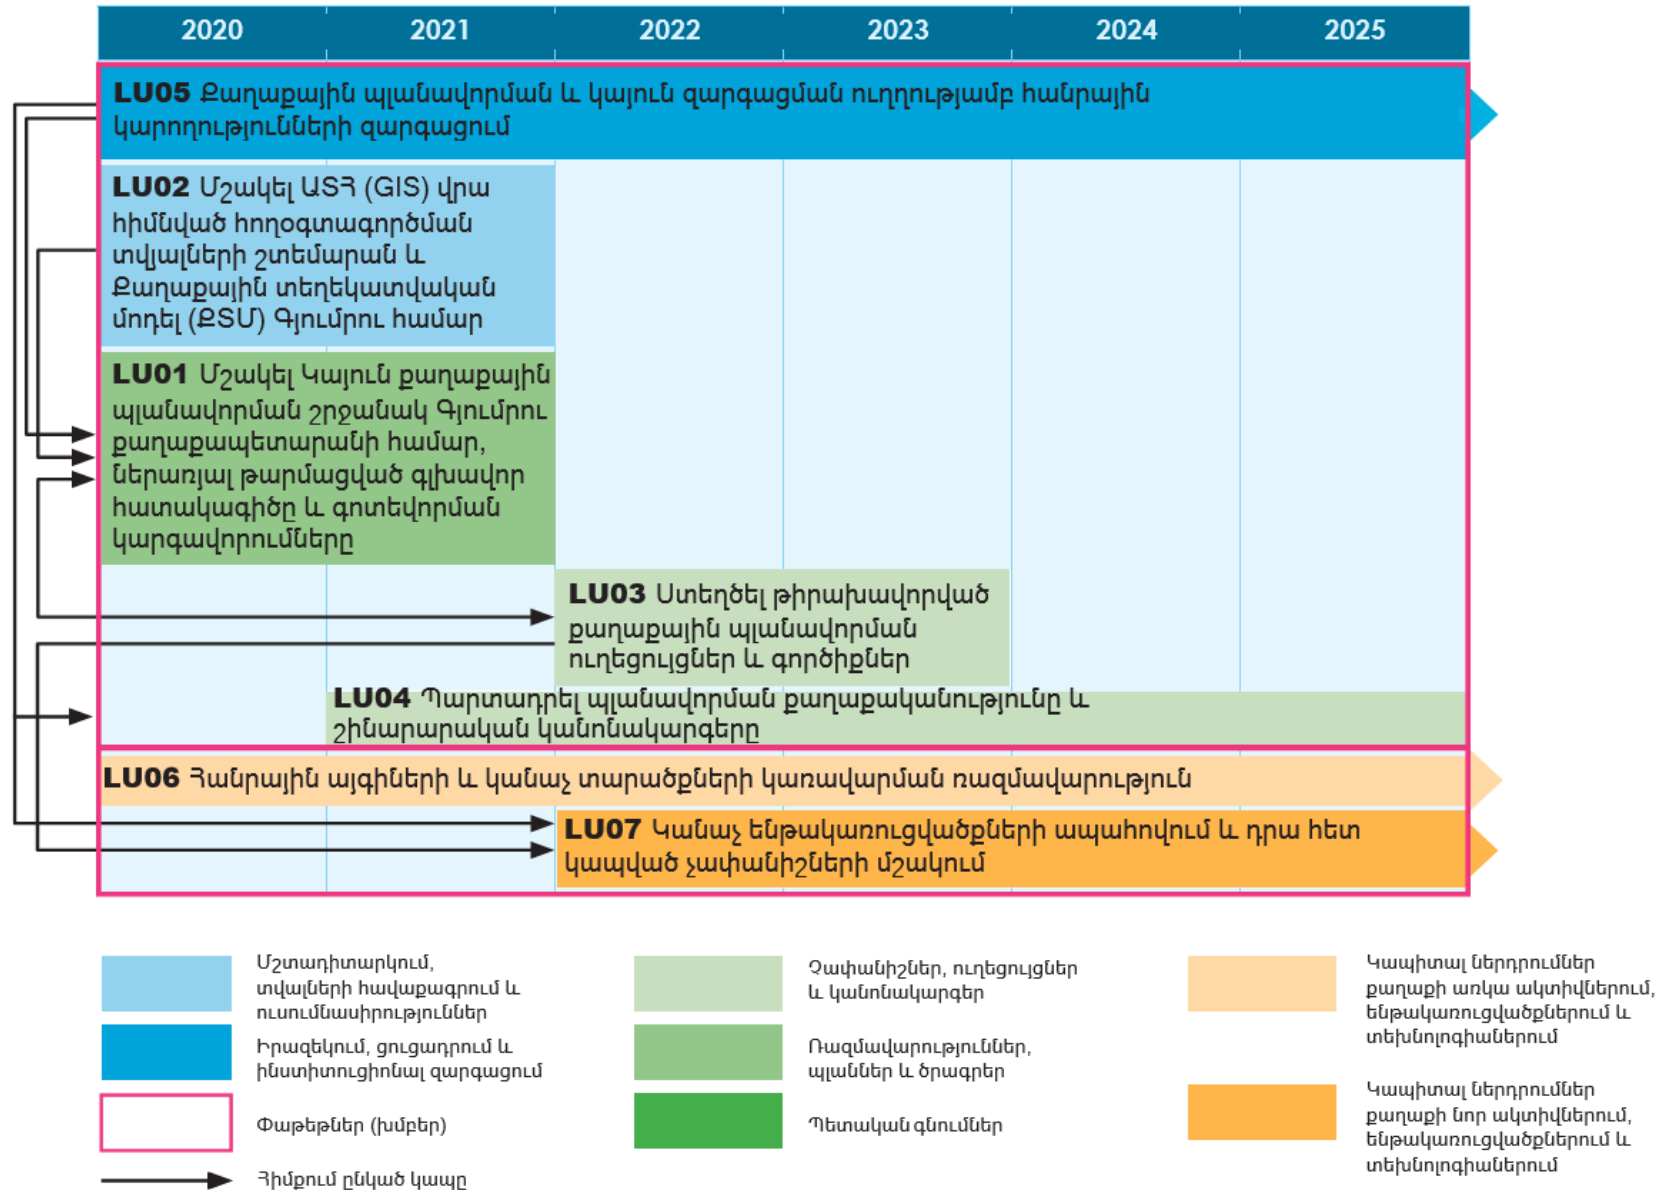 2020 2021 2022 2023 2024 2025
LU05 Քաղաքային պլանավորման և կայուն զարգացման ուղղությամբ հանրային
կարողությունների զարգացում
LU02 Մշակել ԱՏՀ (GIS) վրա
հիմնված հողօգտագործման
տվյալների շտեմարան և
Քաղաքային տեղեկատվական
մոդել (ՔՏՄ) Գյումրու համար
LU01 Մշակել Կայուն քաղաքային
պլանավորման շրջանակ Գյումրու
քաղաքապետարանի համար,
ներառյալ թարմացված գլխավոր
հատակագիծը և գոտեվորման
կարգավորումները
LU03 Ստեղծել թիրախավորված
քաղաքային պլանավորման
ուղեցույցներ և գործիքներ
LU04 Պարտադրել պլանավորման քաղաքականությունը և
շինարարական կանոնակարգերը
LU06 Հանրային այգիների և կանաչ տարածքների կառավարման ռազմավարություն
LU07 Կանաչ ենթակառուցվածքների ապահովում և դրա հետ
կապված չափանիշների մշակում
Մշտադիտարկում,
տվալների հավաքագրում և
ուսումնասիրություններ
Իրազեկում, ցուցադրում և
ինստիտուցիոնալ զարգացում
Փաթեթներ (խմբեր)
Հիմքում ընկած կապը
Չափանիշներ, ուղեցույցներ
և կանոնակարգեր
Ռազմավարություններ,
պլաններ և ծրագրեր
Պետական գնումներ
Կապիտալ ներդրումներ
քաղաքի առկա ակտիվներում,
ենթակառուցվածքներում և
տեխնոլոգիաներում
Կապիտալ ներդրումներ
քաղաքի նոր ակտիվներում,
ենթակառուցվածքներում և
տեխնոլոգիաներում